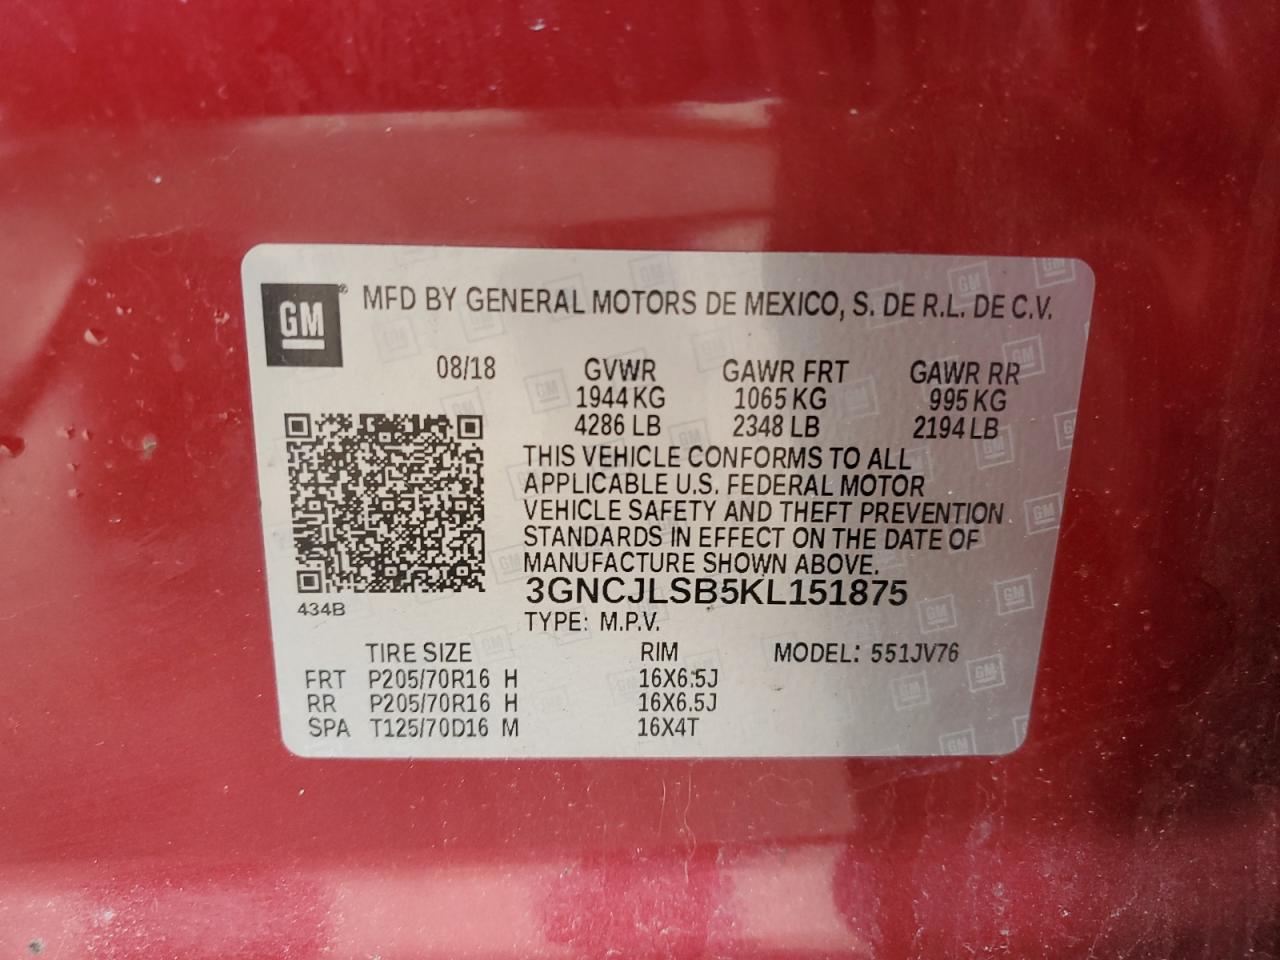 GM ® MFD BY GENERAL MOTORS DE MEXICO, S. DE R.L. DE C.V.
08/18 GVWR GAWR FRT GAWR RR
1944 KG 1065 KG 995 KG
4286 LB 2348 LB 2194 LB
THIS VEHICLE CONFORMS TO ALL
APPLICABLE U.S. FEDERAL MOTOR
VEHICLE SAFETY AND THEFT PREVENTION
STANDARDS IN EFFECT ON THE DATE OF
MANUFACTURE SHOWN ABOVE.
3GNCJLSB5KL151875
434B
TYPE: M.P.V.
TIRE SIZE RIM MODEL: 551JV76
FRT P205/70R16 H 16X6.5J
RR P205/70R16 H 16X6.5J
SPA T125/70D16 M 16X4T